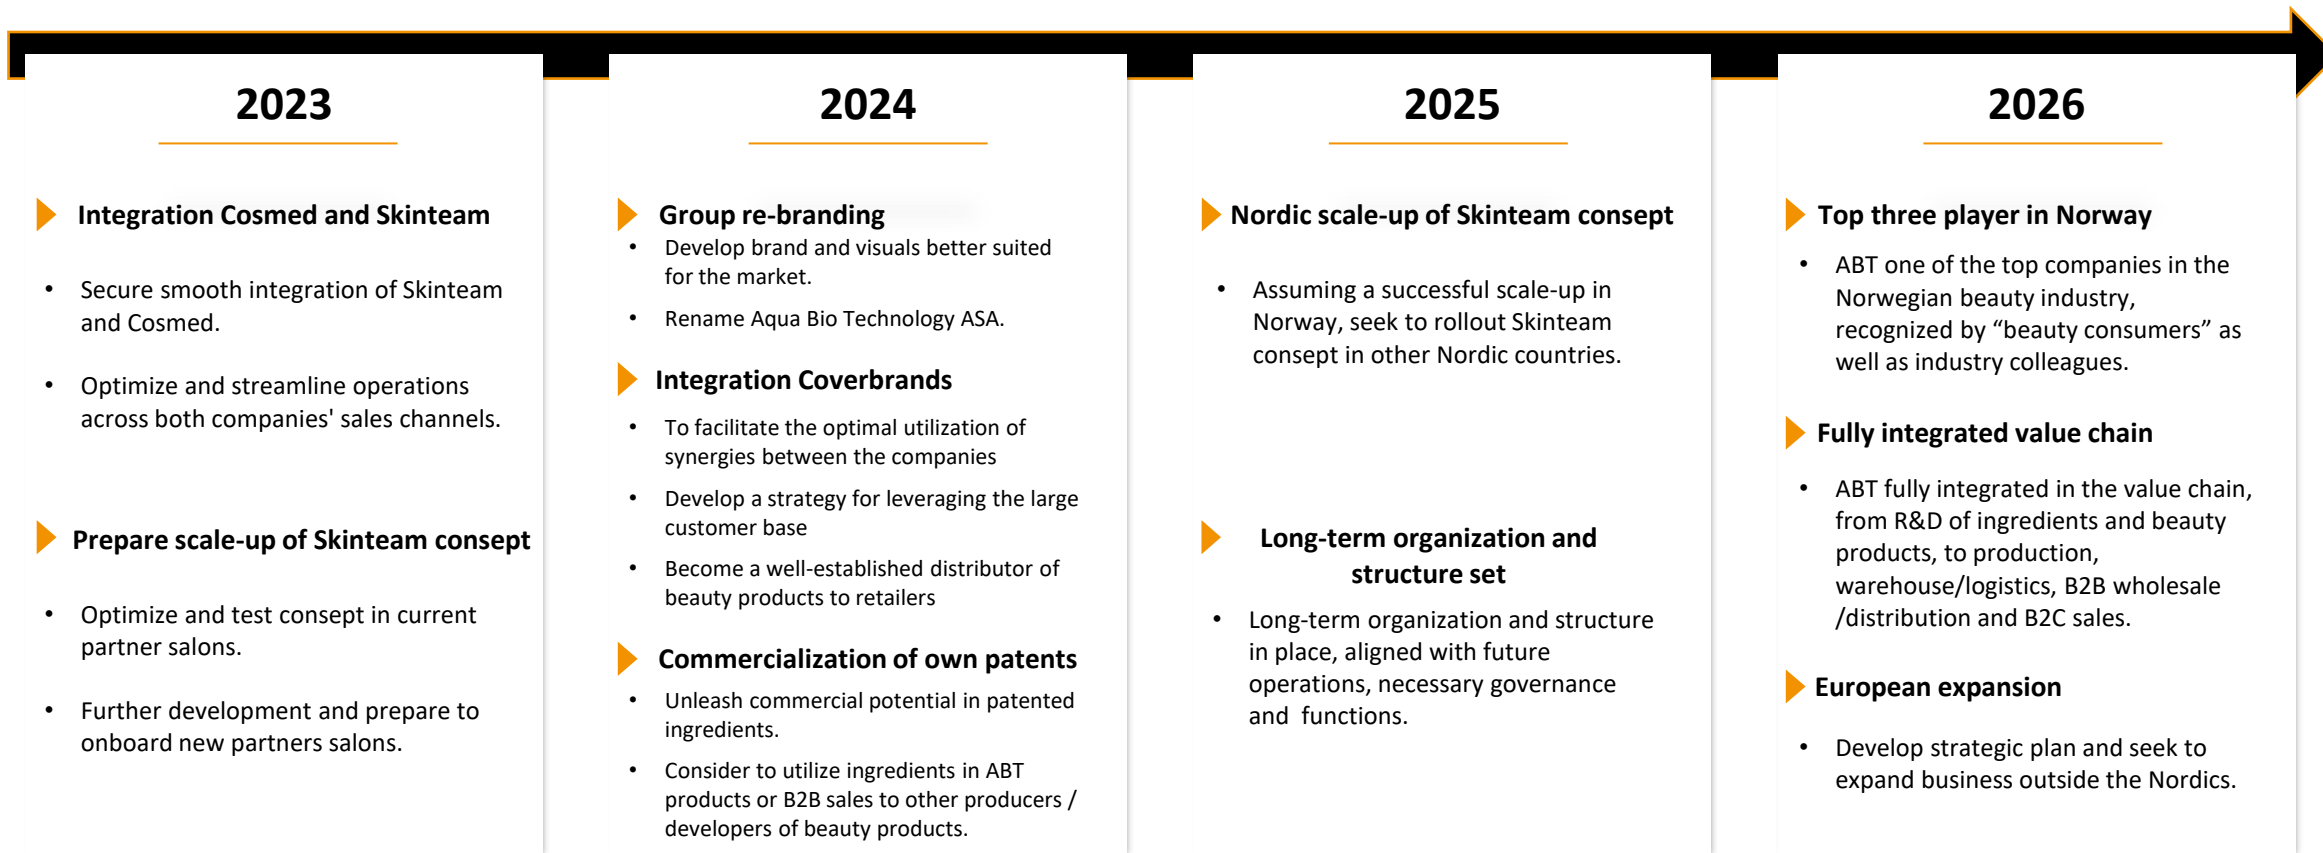 2023
Integration Cosmed and Skinteam
• Secure smooth integration of Skinteam
and Cosmed.
• Optimize and streamline operations
across both companies' sales channels.
Prepare scale-up of Skinteam consept
• Optimize and test consept in current
partner salons.
• Further development and prepare to
onboard new partners salons.
2024
Group re-branding
• Develop brand and visuals better suited
for the market.
• Rename Aqua Bio Technology ASA.
Integration Coverbrands
• To facilitate the optimal utilization of
synergies between the companies
• Develop a strategy for leveraging the large
customer base
• Become a well-established distributor of
beauty products to retailers
Commercialization of own patents
• Unleash commercial potential in patented
ingredients.
• Consider to utilize ingredients in ABT
products or B2B sales to other producers /
developers of beauty products.
2025
Nordic scale-up of Skinteam consept
• Assuming a successful scale-up in
Norway, seek to rollout Skinteam
consept in other Nordic countries.
Long-term organization and
structure set
• Long-term organization and structure
in place, aligned with future
operations, necessary governance
and functions.
2026
Top three player in Norway
• ABT one of the top companies in the
Norwegian beauty industry,
recognized by “beauty consumers” as
well as industry colleagues.
Fully integrated value chain
• ABT fully integrated in the value chain,
from R&D of ingredients and beauty
products, to production,
warehouse/logistics, B2B wholesale
/distribution and B2C sales.
European expansion
• Develop strategic plan and seek to
expand business outside the Nordics.